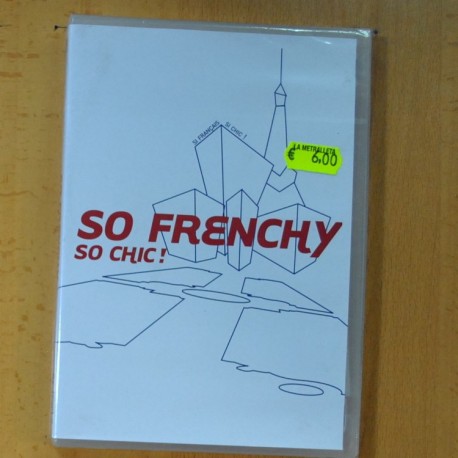 SI FRANÇAIS SI CHIC !
LA METRALLETA
€ 6,00
SO FRENCHY
SO CHIC !